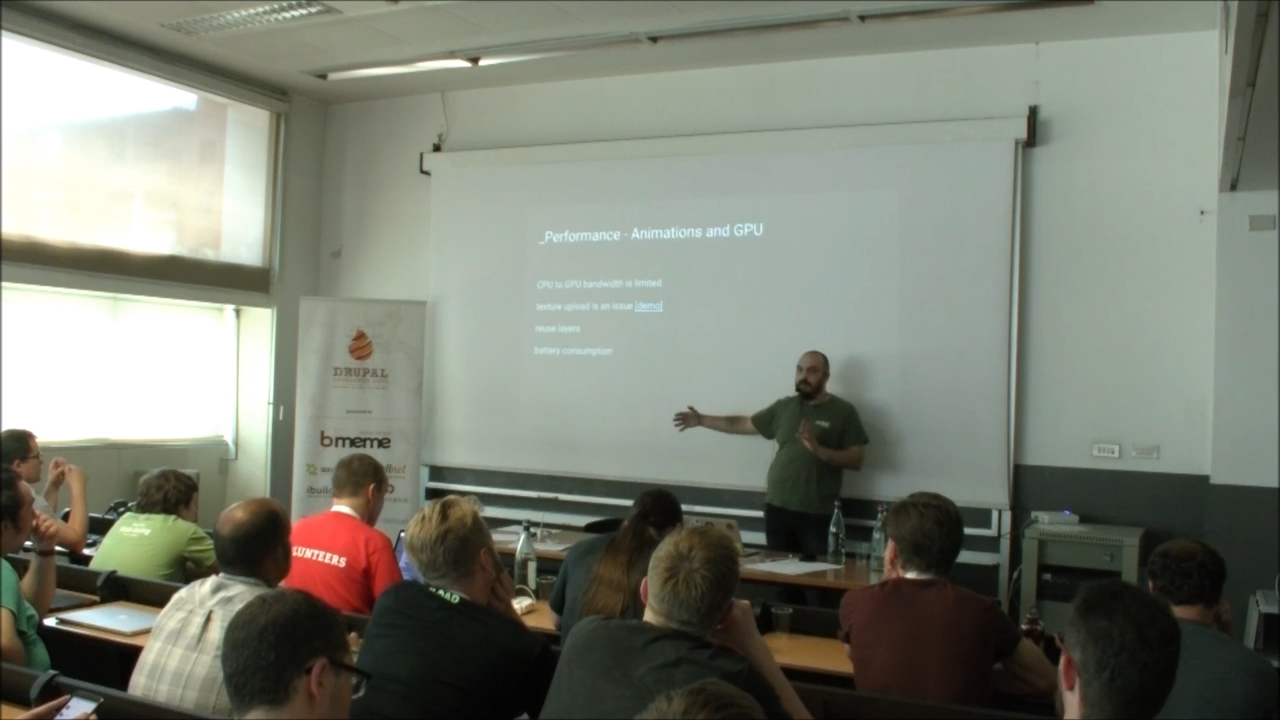 _Performance - Animations and GPU
CPU to GPU bandwidth is limited
texture upload is an issue [demo]
reuse layers
battery consumption
DRUPAL
bmeme
VOLUNTEERS